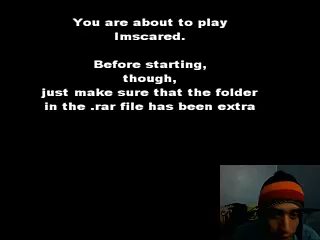 You are about to play
Imscared.
Before starting,
though,
just make sure that the folder
in the .rar file has been extra